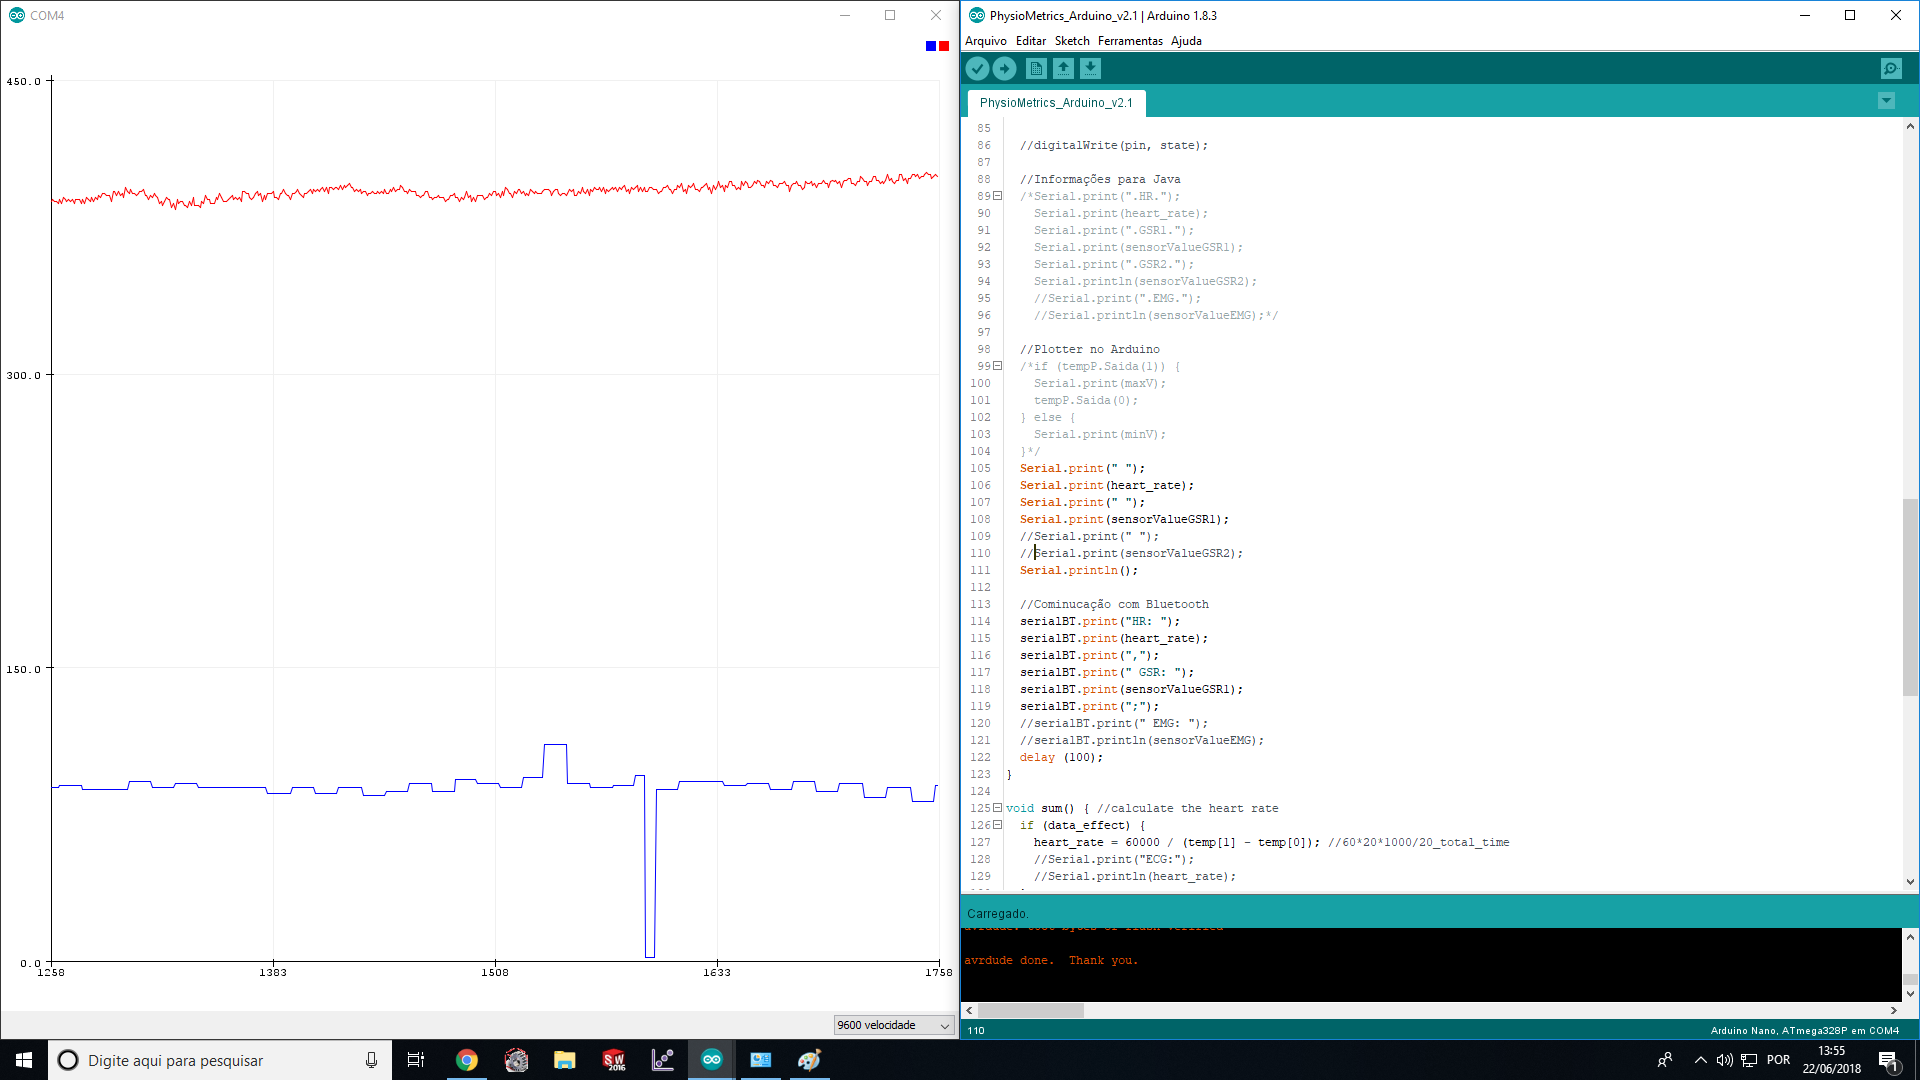 COM4
450.0
300.0
150.0
0.0
1258 1383 1508 1633 1758
9600 velocidade
PhysioMetrics_Arduino_v2.1 | Arduino 1.8.3
Arquivo Editar Sketch Ferramentas Ajuda
PhysioMetrics_Arduino_v2.1
85
86 //digitalWrite(pin, state);
87
88 //Informações para Java
89 /*Serial.print(".HR.");
90 Serial.print(heart_rate);
91 Serial.print(".GSR1.");
92 Serial.print(sensorValueGSR1);
93 Serial.print(".GSR2.");
94 Serial.println(sensorValueGSR2);
95 //Serial.print(".EMG.");
96 //Serial.println(sensorValueEMG);*/
97
98 //Plotter no Arduino
99 /*if (tempP.Saida(1)) {
100 Serial.print(maxV);
101 tempP.Saida(0);
102 } else {
103 Serial.print(minV);
104 }*/
105 Serial.print(" ");
106 Serial.print(heart_rate);
107 Serial.print(" ");
108 Serial.print(sensorValueGSR1);
109 //Serial.print(" ");
110 //Serial.print(sensorValueGSR2);
111 Serial.println();
112
113 //Cominucação com Bluetooth
114 serialBT.print("HR: ");
115 serialBT.print(heart_rate);
116 serialBT.print(",");
117 serialBT.print(" GSR: ");
118 serialBT.print(sensorValueGSR1);
119 serialBT.print(";");
120 //serialBT.print(" EMG: ");
121 //serialBT.println(sensorValueEMG);
122 delay (100);
123 }
124
125 void sum() { //calculate the heart rate
126 if (data_effect) {
127 heart_rate = 60000 / (temp[1] - temp[0]); //60*20*1000/20_total_time
128 //Serial.print("ECG:");
129 //Serial.println(heart_rate);
Carregado.
avrdude done.  Thank you.
110
Arduino Nano, ATmega328P em COM4
Digite aqui para pesquisar
SW
2016
POR
13:55
22/06/2018
1